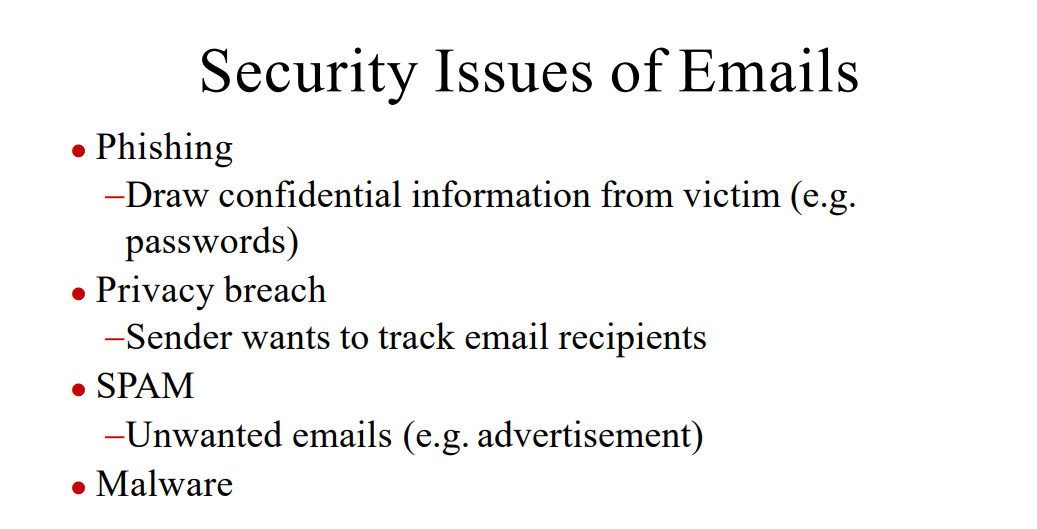 Security Issues of Emails
• Phishing
–Draw confidential information from victim (e.g.
passwords)
• Privacy breach
–Sender wants to track email recipients
• SPAM
–Unwanted emails (e.g. advertisement)
• Malware